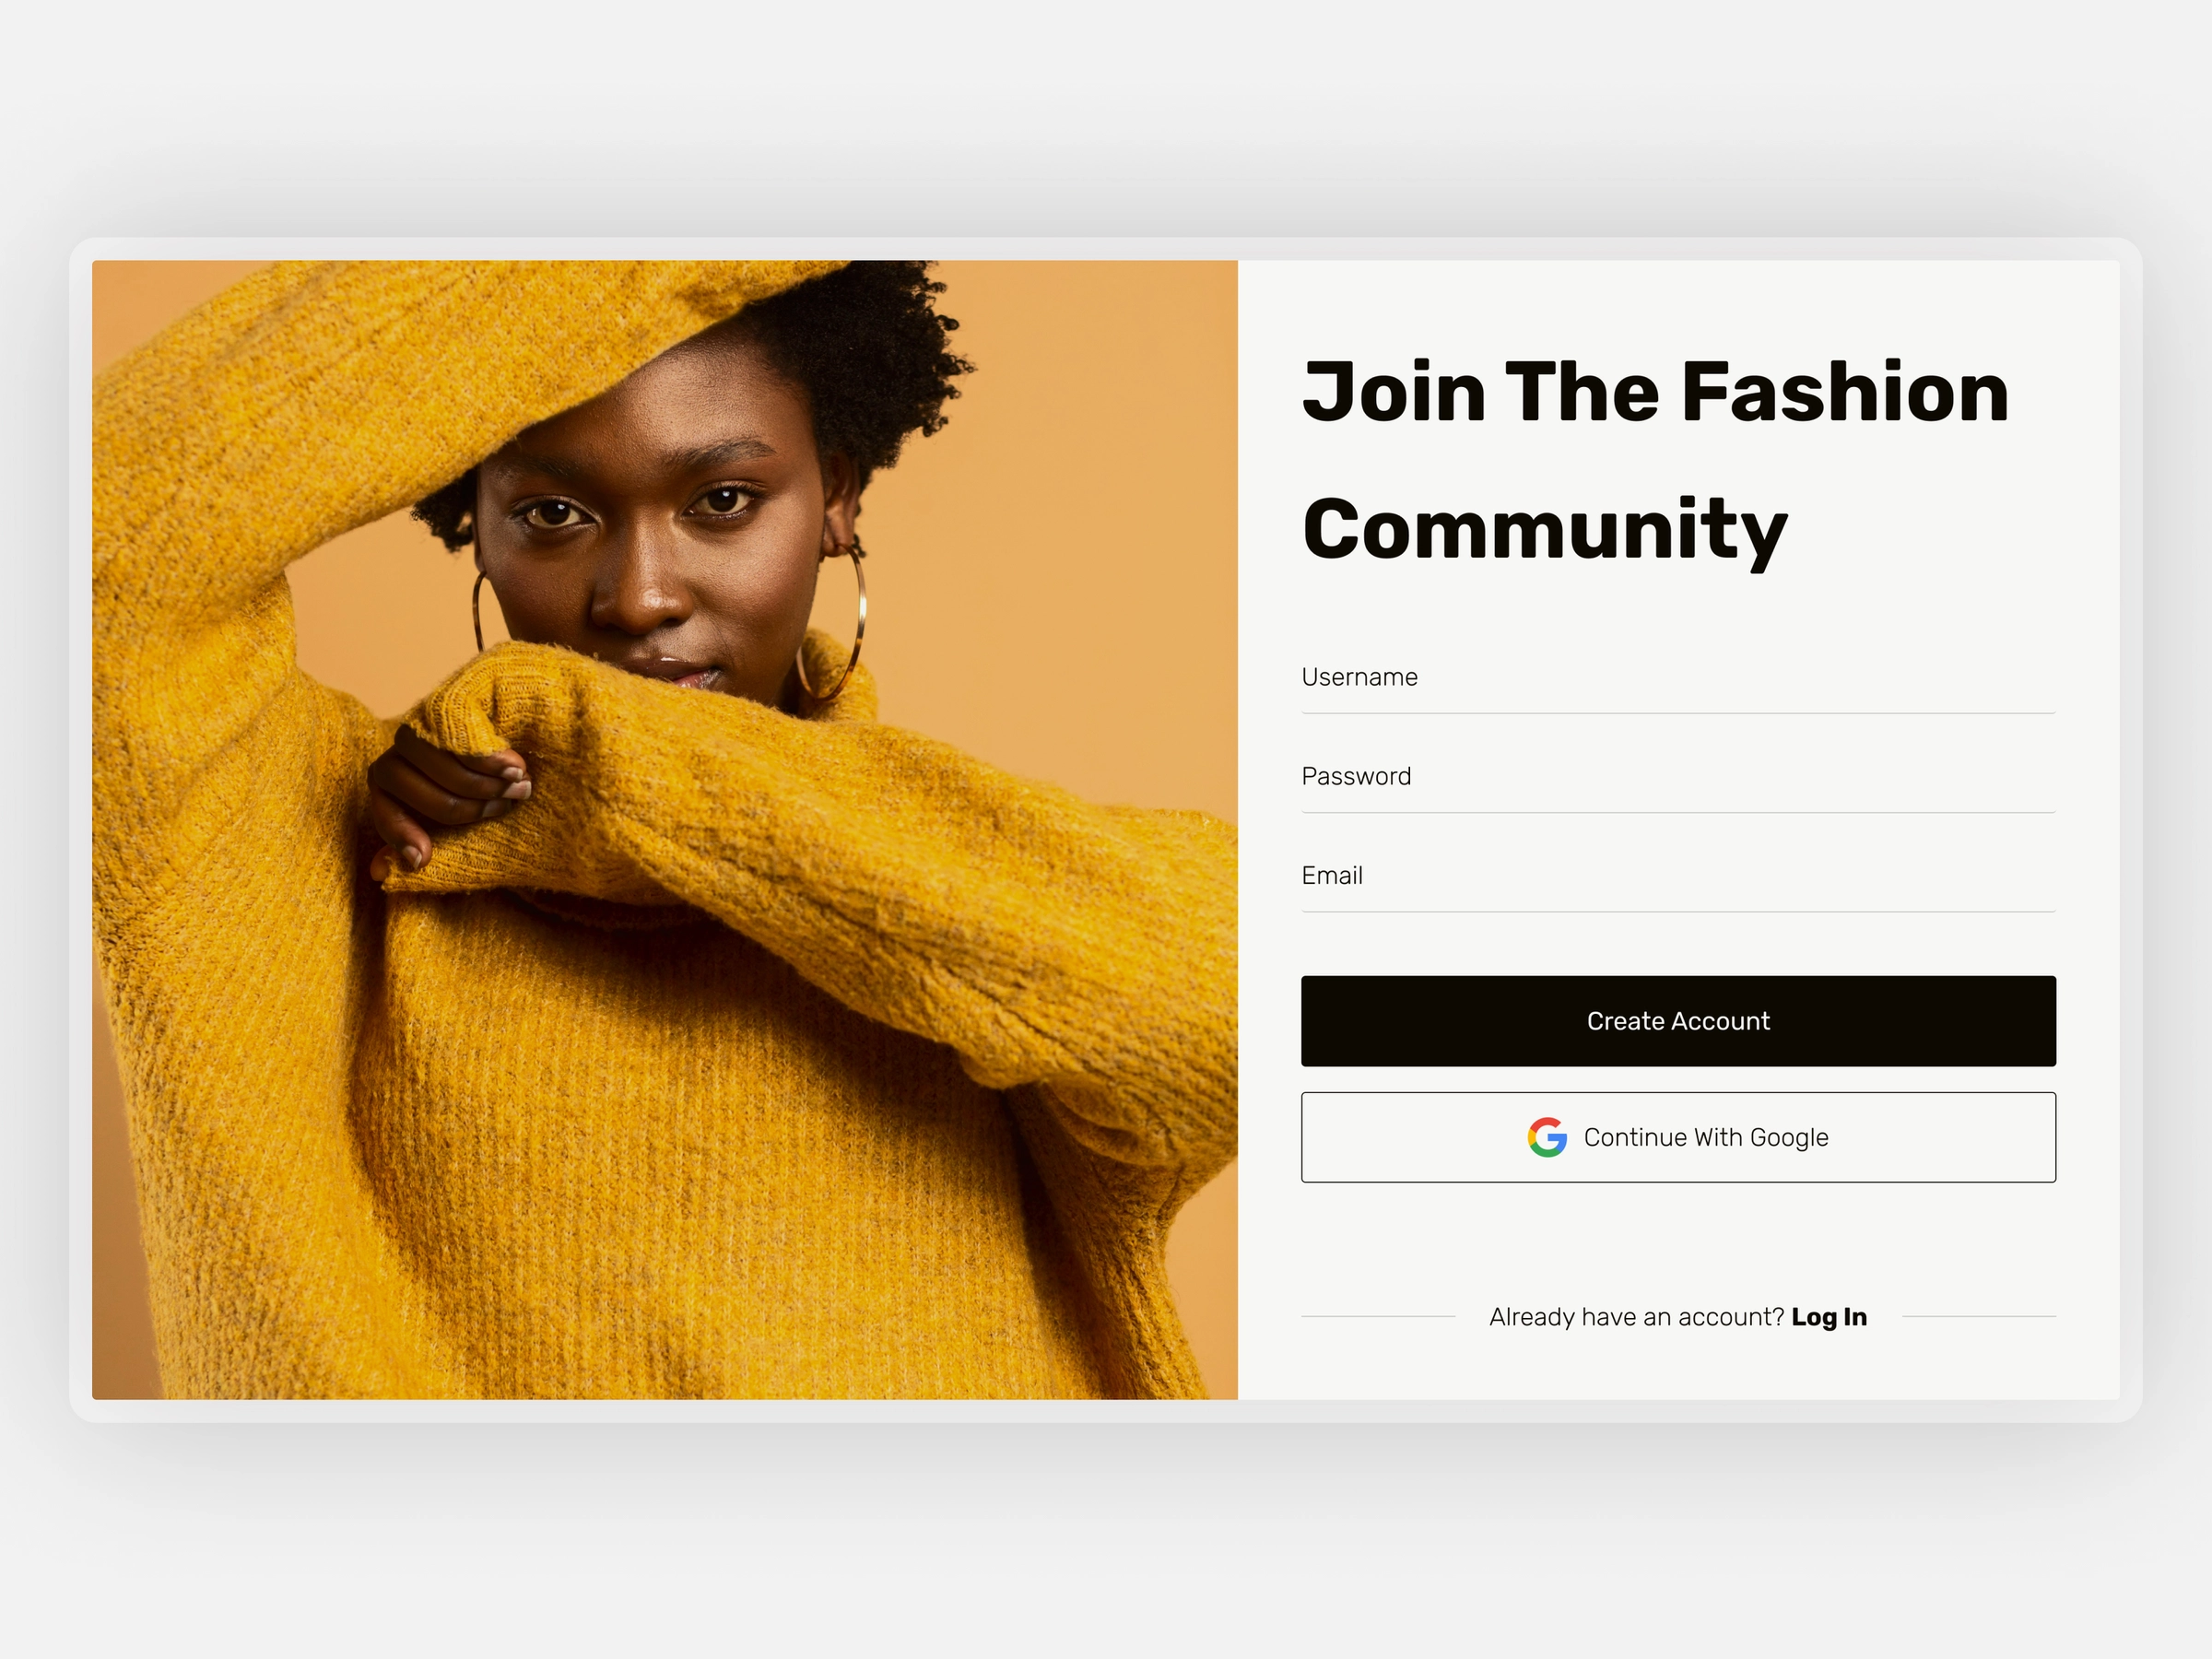 Join The Fashion
Community
Username
Password
Email
Create Account
Continue With Google
Already have an account? Log In